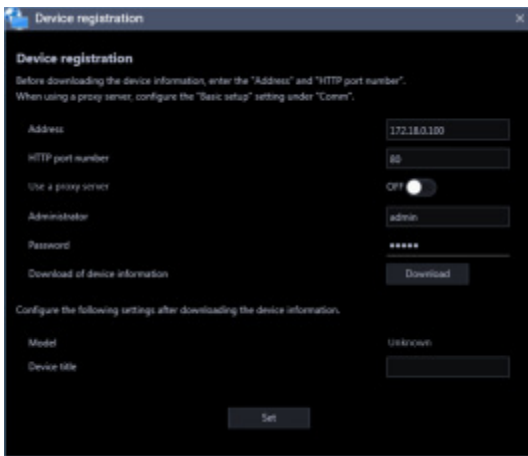 Device registration
Device registration
Before downloading the device information, enter the "Address" and "HTTP port number".
When using a proxy server, configure the "Basic setup" setting under "Comm".
Address 172.18.0.100
HTTP port number 80
Use a proxy server OFF
Administrator admin
Password •••••
Download of device information Download
Configure the following settings after downloading the device information.
Model Unknown
Device title
Set